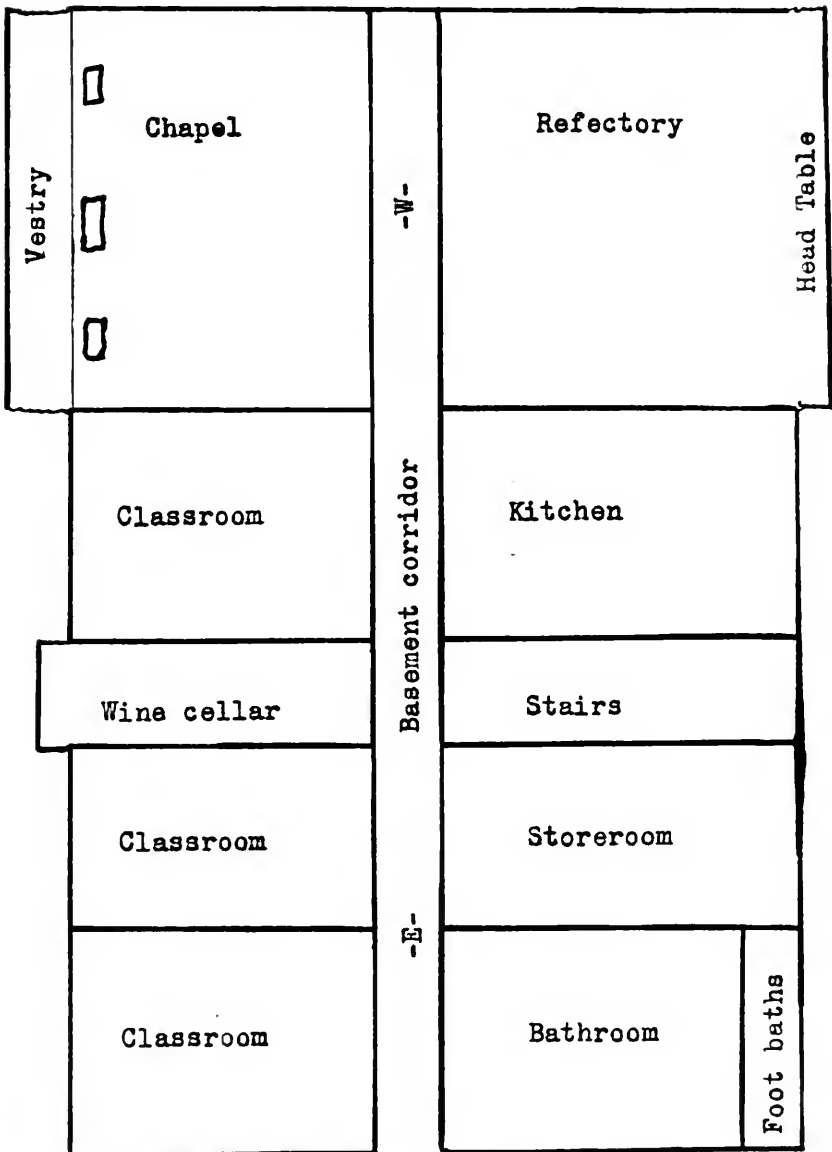 Vestry
Chapel
-W-
Refectory
Head Table
Classroom
Basement corridor
Kitchen
Wine cellar
Stairs
Classroom
Storeroom
-E-
Classroom
Bathroom
Foot baths